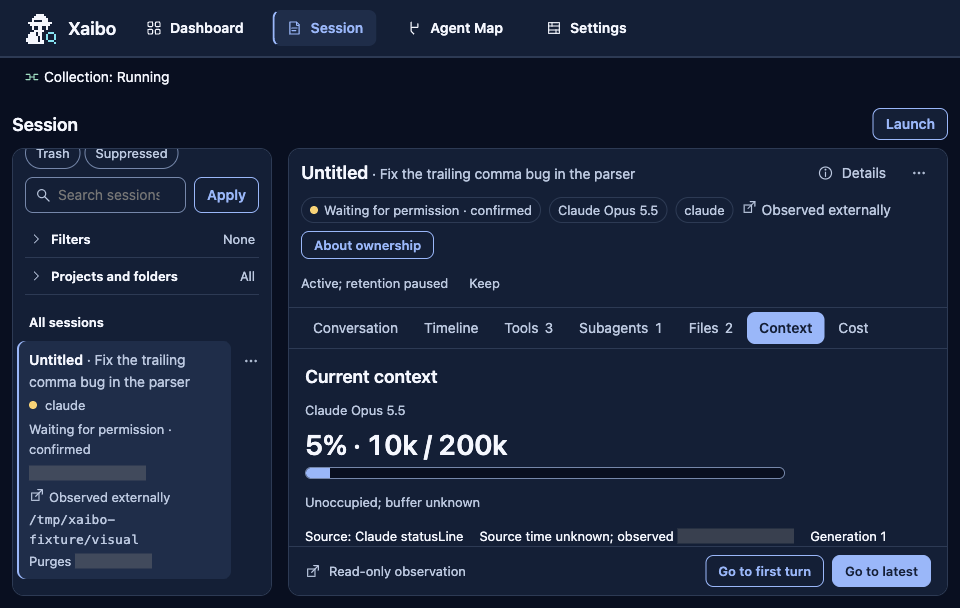 Xaibo
Dashboard
Session
Agent Map
Settings
Collection: Running
Session
Launch
Trash
Suppressed
Search sessions
Apply
Filters
None
Projects and folders
All
All sessions
Untitled · Fix the trailing
comma bug in the parser
claude
Waiting for permission ·
confirmed
Observed externally
/tmp/xaibo-
fixture/visual
Purges
Untitled · Fix the trailing comma bug in the parser
Details
Waiting for permission · confirmed
Claude Opus 5.5
claude
Observed externally
About ownership
Active; retention paused
Keep
Conversation
Timeline
Tools 3
Subagents 1
Files 2
Context
Cost
Current context
Claude Opus 5.5
5% · 10k / 200k
Unoccupied; buffer unknown
Source: Claude statusLine
Source time unknown; observed
Generation 1
Read-only observation
Go to first turn
Go to latest